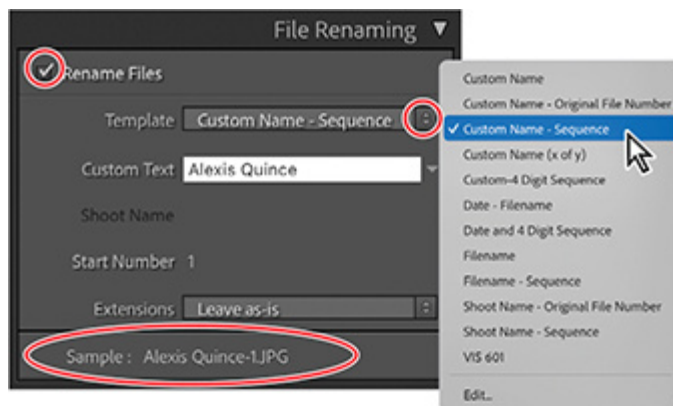 File Renaming
Rename Files
Template Custom Name - Sequence
Custom Text Alexis Quince
Shoot Name
Start Number 1
Extensions Leave as-is
Sample: Alexis Quince-1.JPG
Custom Name
Custom Name - Original File Number
Custom Name - Sequence
Custom Name (x of y)
Custom-4 Digit Sequence
Date - Filename
Date and 4 Digit Sequence
Filename
Filename - Sequence
Shoot Name - Original File Number
Shoot Name - Sequence
VIS 601
Edit...